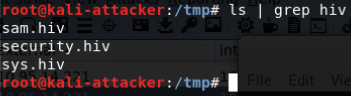 root@kali-attacker:/tmp# ls | grep hiv
sam.hiv
security.hiv
sys.hiv
root@kali-attacker:/tmp#
File Edit